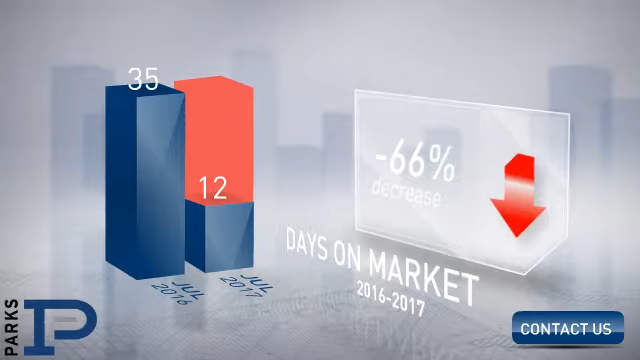 35
12
JUL
2016
JUL
2017
-66%
decrease
DAYS ON MARKET
2016-2017
PARKS
P
CONTACT US